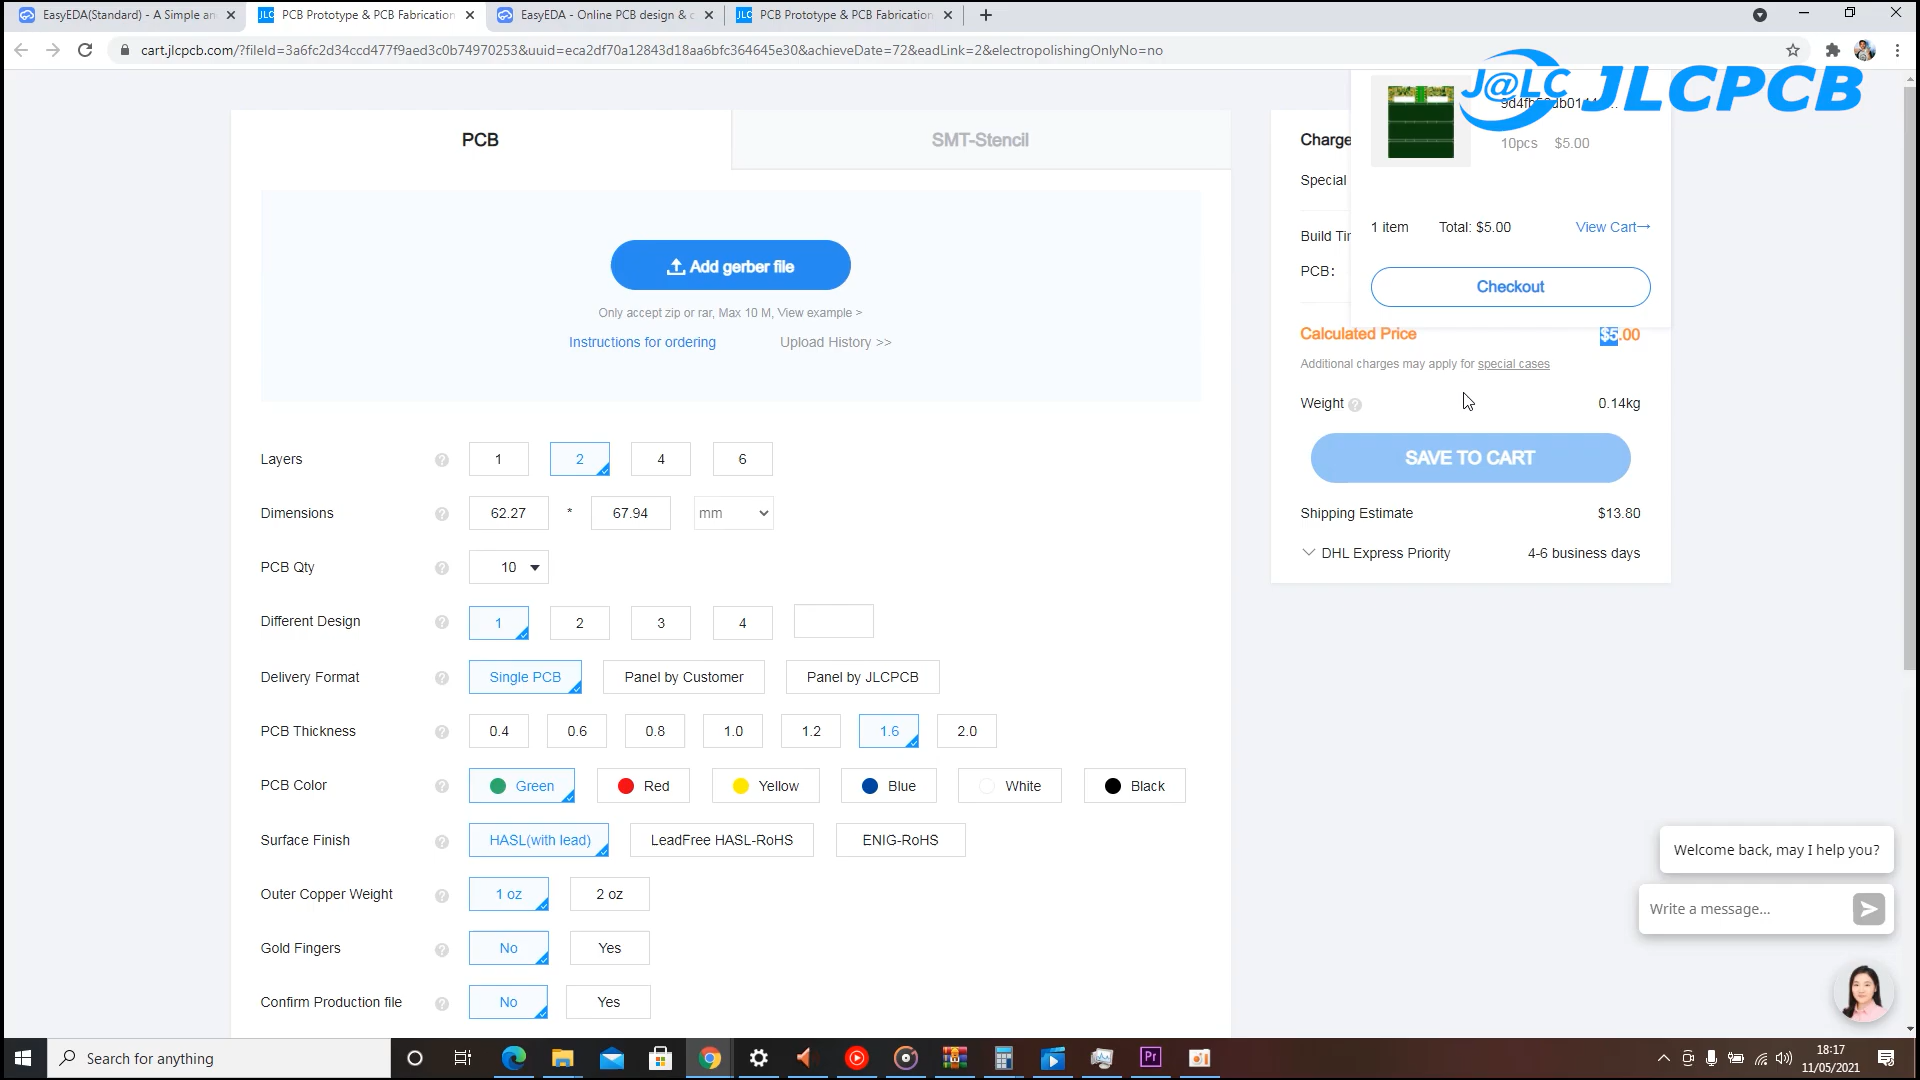 EasyEDA(Standard) - A Simple an
PCB Prototype & PCB Fabrication
EasyEDA - Online PCB design & c
PCB Prototype & PCB Fabrication
cart.jlcpcb.com/?fileId=3a6fc2d34ccd477f9aed3c0b74970253&uuid=eca2df70a12843d18aa6bfc364645e30&achieveDate=72&eadLink=2&electropolishingOnlyNo=no
J@LC JLCPCB
PCB
SMT-Stencil
Add gerber file
Only accept zip or rar, Max 10 M, View example >
Instructions for ordering
Upload History >>
Layers 1 2 4 6
Dimensions 62.27 * 67.94 mm
PCB Qty 10
Different Design 1 2 3 4
Delivery Format Single PCB Panel by Customer Panel by JLCPCB
PCB Thickness 0.4 0.6 0.8 1.0 1.2 1.6 2.0
PCB Color Green Red Yellow Blue White Black
Surface Finish HASL(with lead) LeadFree HASL-RoHS ENIG-RoHS
Outer Copper Weight 1 oz 2 oz
Gold Fingers No Yes
Confirm Production file No Yes
Charge
Special
Build Tir
PCB:
10pcs $5.00
1 item Total: $5.00 View Cart→
Checkout
Calculated Price $5.00
Additional charges may apply for special cases
Weight 0.14kg
SAVE TO CART
Shipping Estimate $13.80
DHL Express Priority 4-6 business days
Welcome back, may I help you?
Write a message...
Search for anything
Pr
18:17
11/05/2021